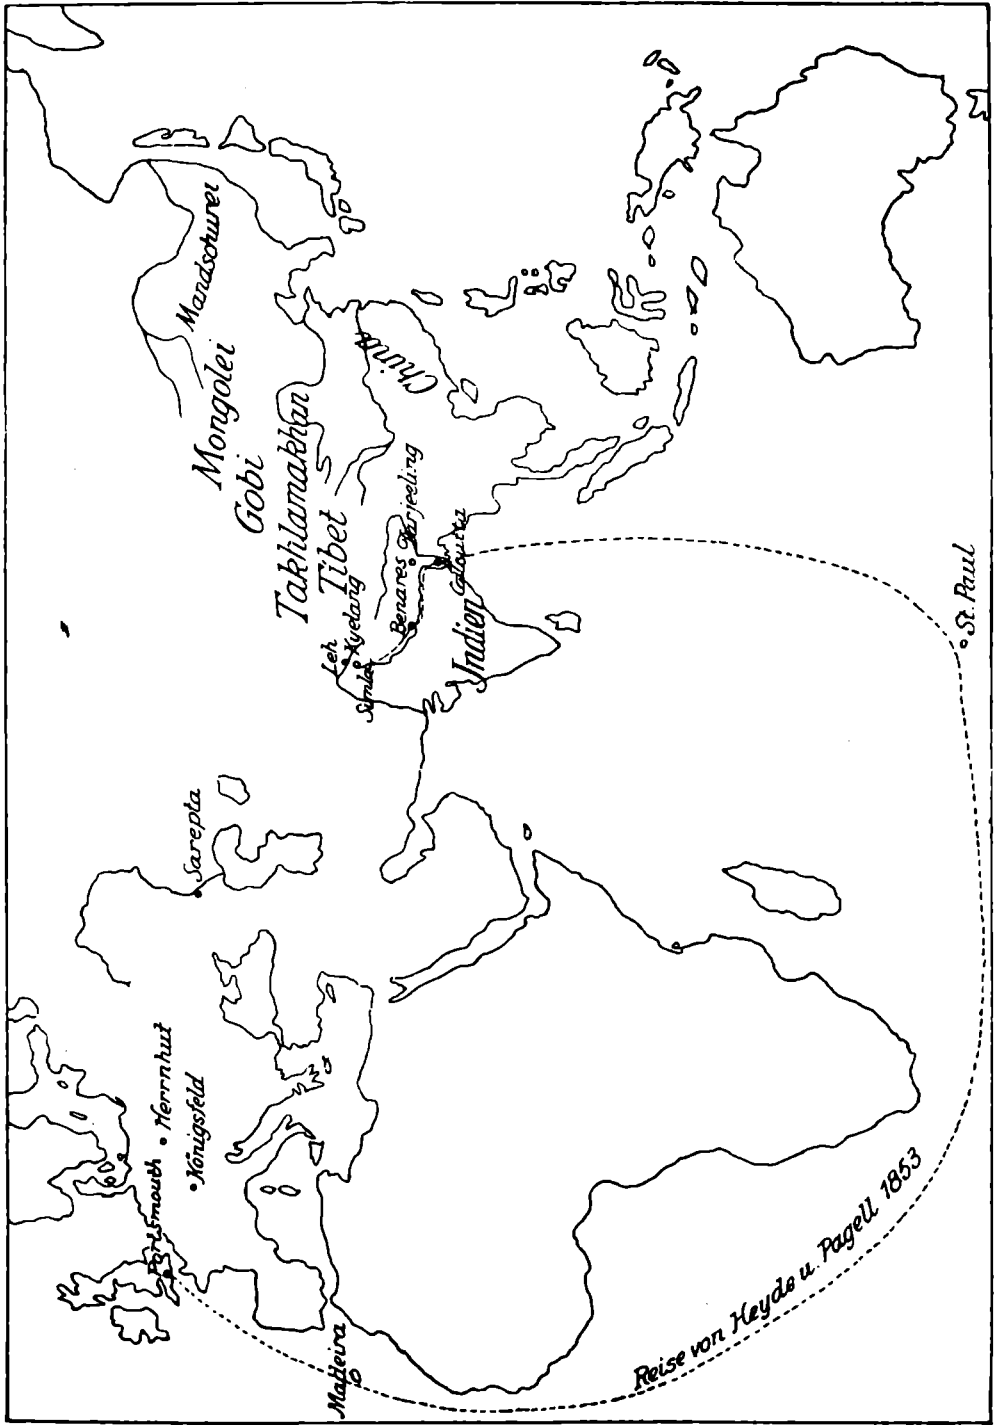 Mandschurei
Mongolei
Gobi
Takhlamakhan
Tibet
China
Leh
Kyelang
Simla
Benares
Darjeeling
Calcutta
Indien
St. Paul
Sarepta
Herrnhut
Königsfeld
Portsmouth
Madeira
Reise von Heyde u. Pagell 1853